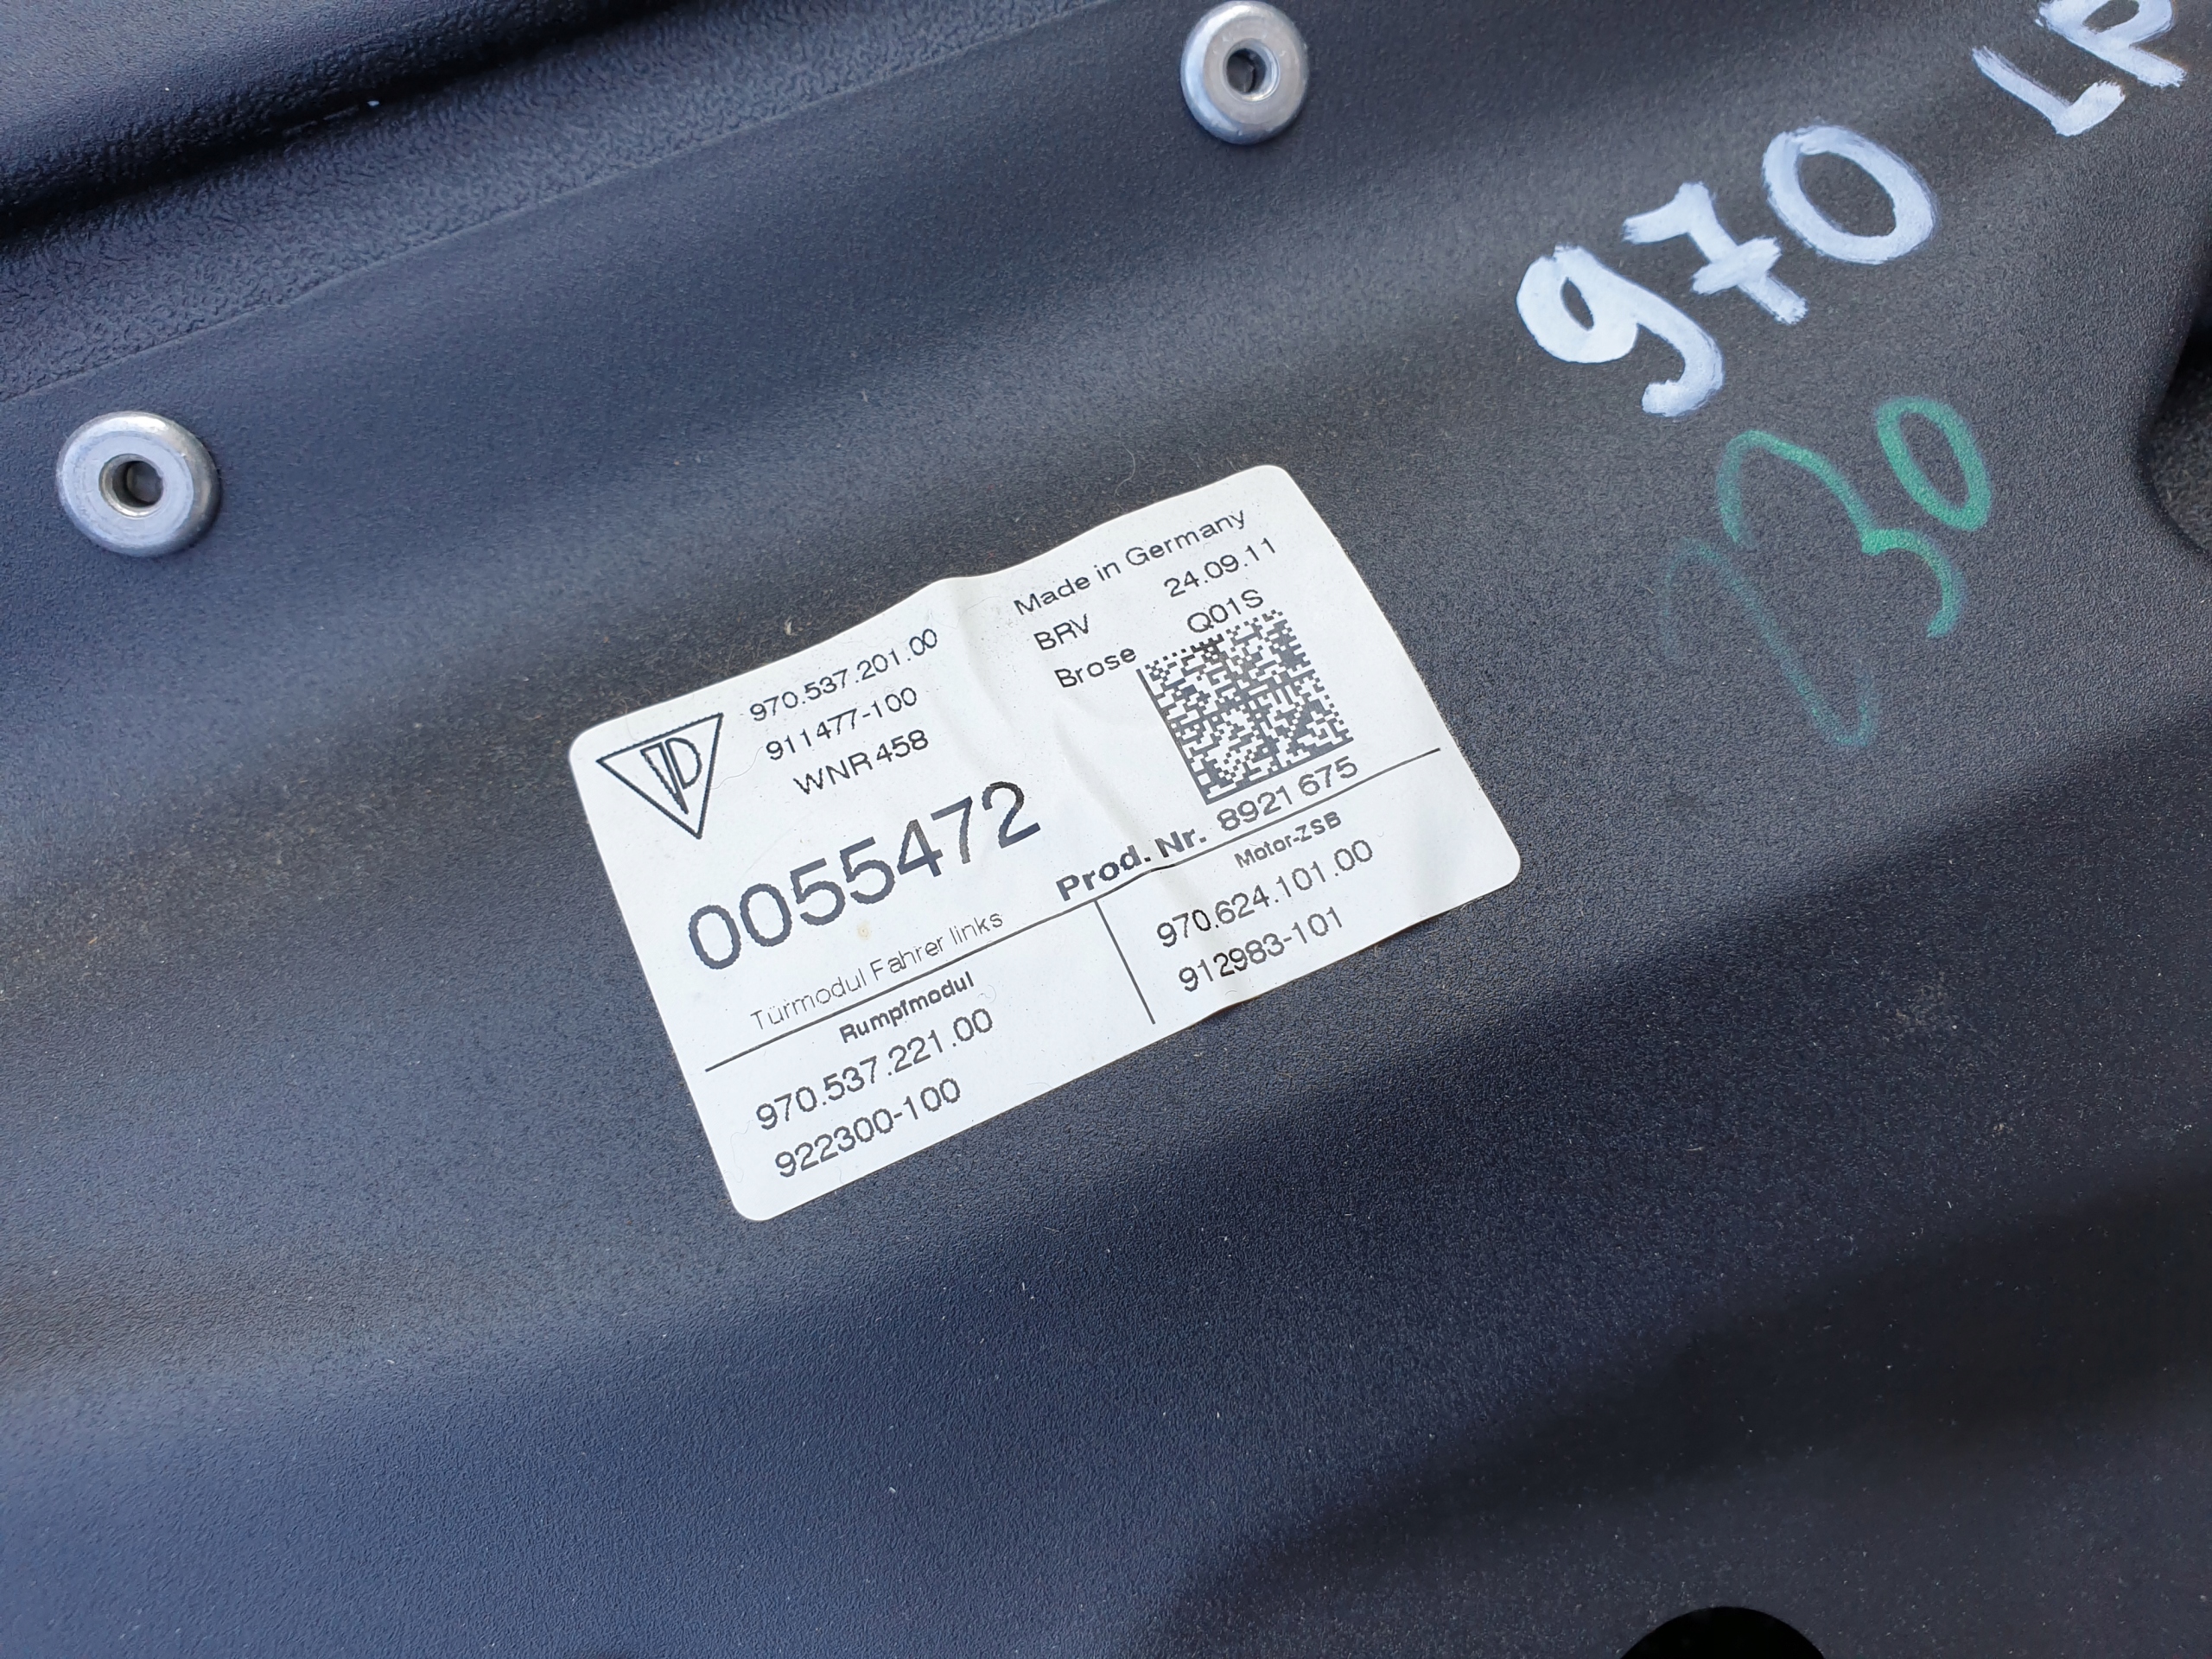 970 LP
230
970.537.201.00
911477-100
WNR 458
0055472
Türmodul Fahrer links
Made in Germany
BRV 24.09.11
Brose Q01S
Prod. Nr. 8921 675
Rumpfmodul
970.537.221.00
922300-100
Motor-ZSB
970.624.101.00
912983-101